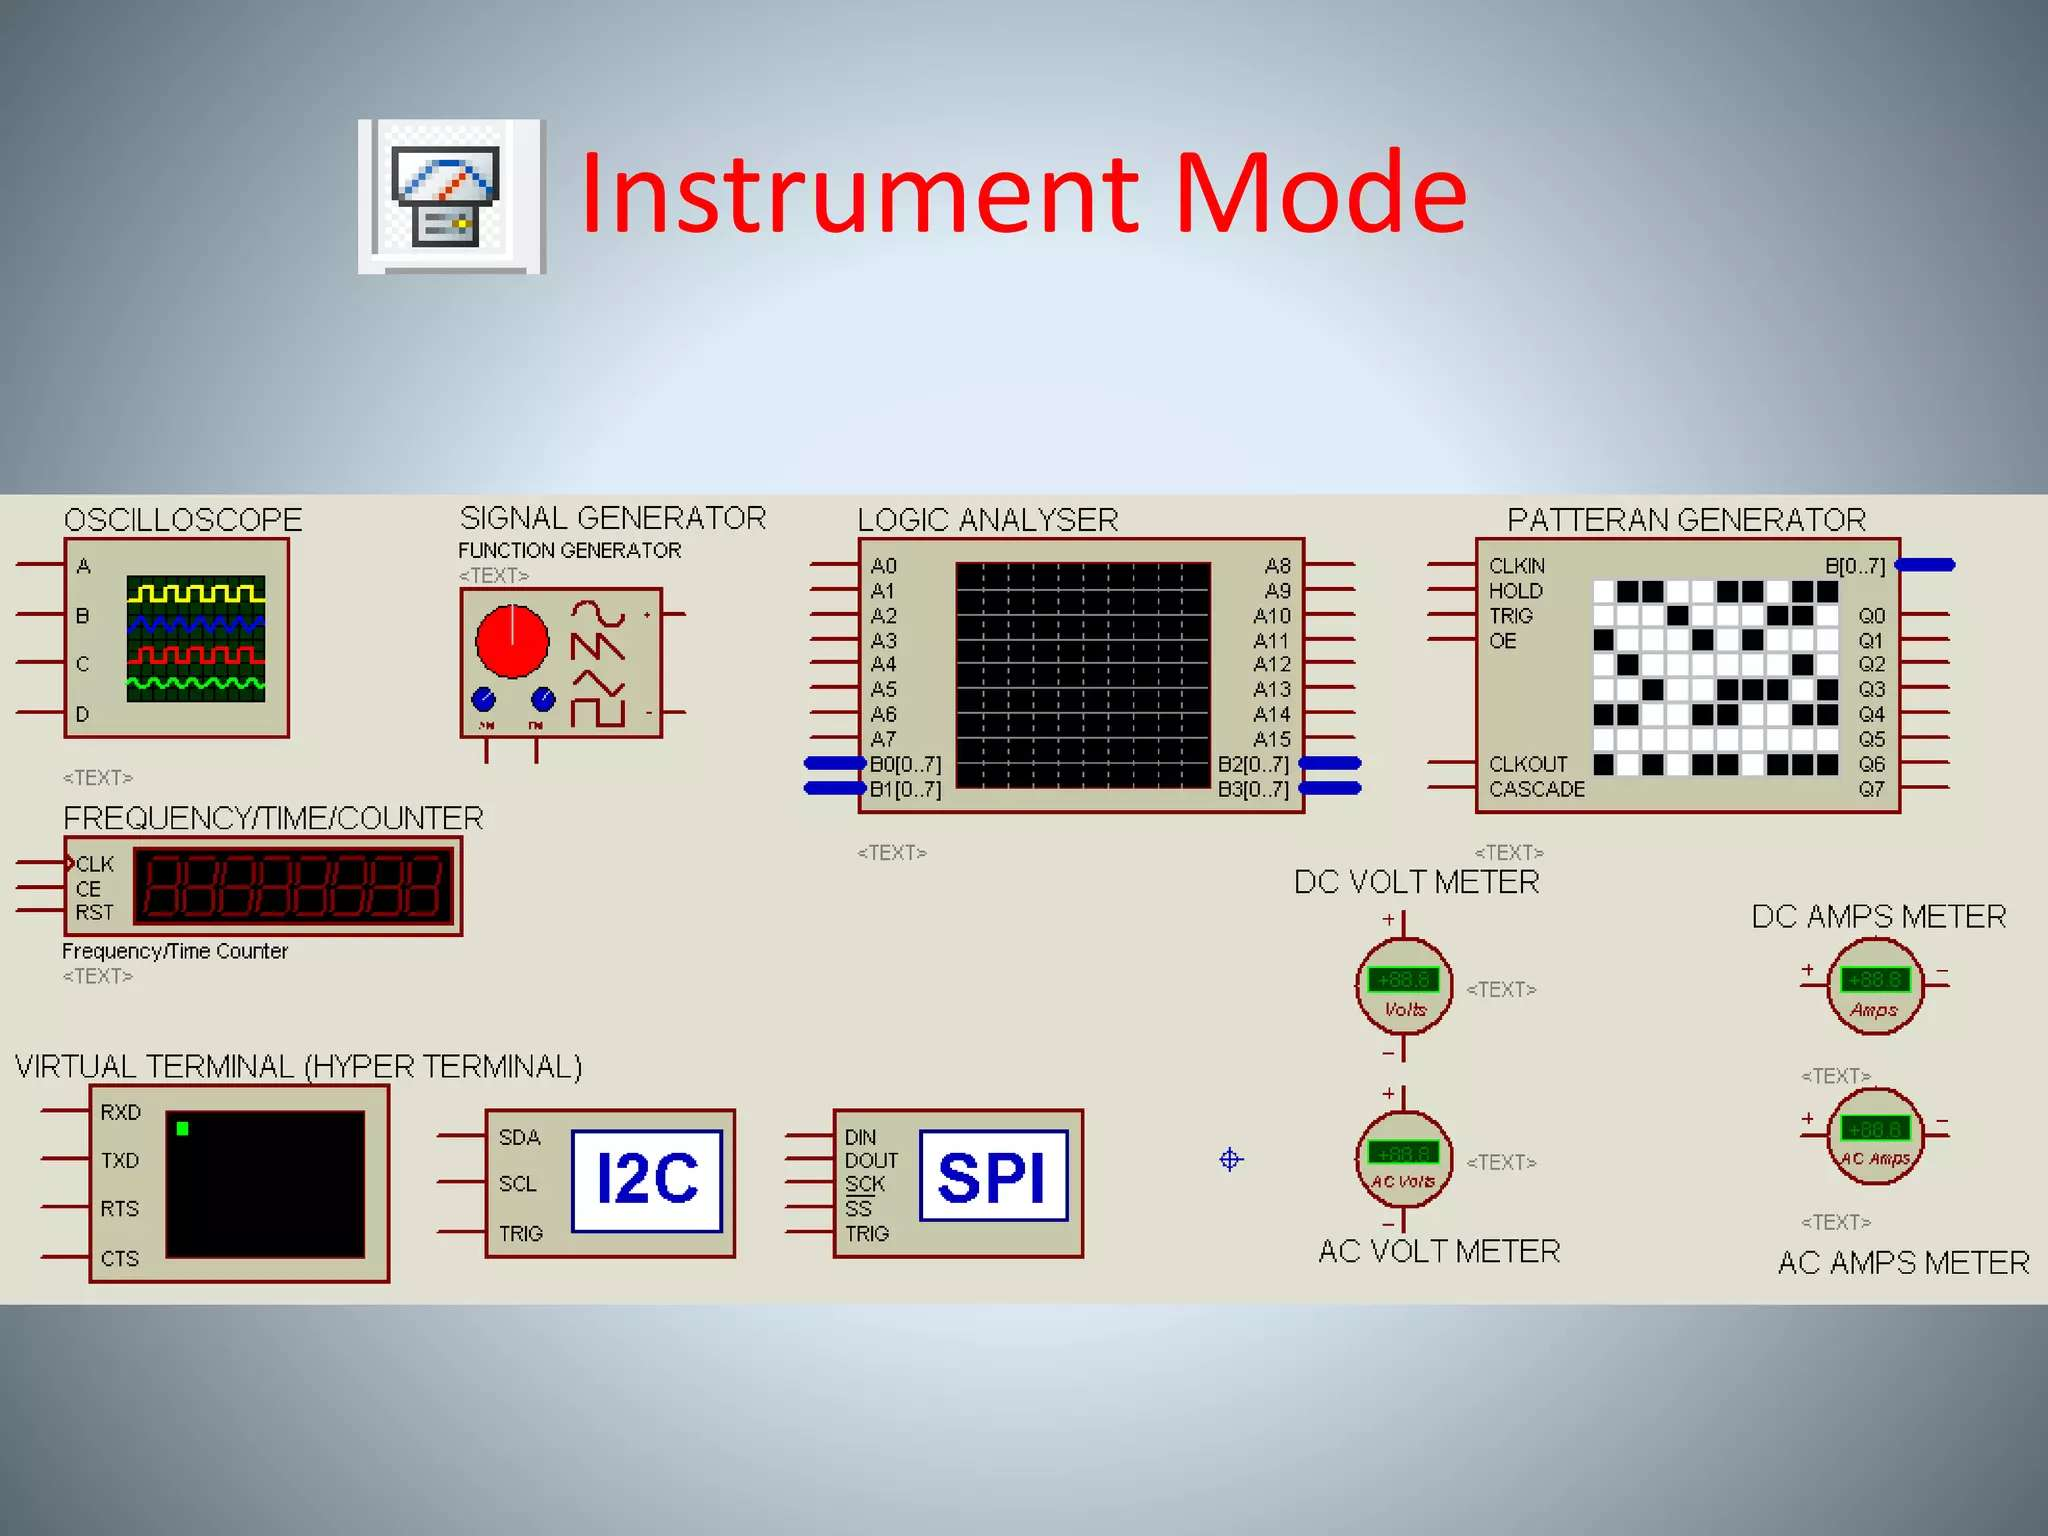 Instrument Mode
OSCILLOSCOPE
A
B
C
D
<TEXT>
SIGNAL GENERATOR
FUNCTION GENERATOR
<TEXT>
+
-
AM
FM
LOGIC ANALYSER
A0
A1
A2
A3
A4
A5
A6
A7
B0[0..7]
B1[0..7]
A8
A9
A10
A11
A12
A13
A14
A15
B2[0..7]
B3[0..7]
<TEXT>
PATTERAN GENERATOR
CLKIN
HOLD
TRIG
OE
CLKOUT
CASCADE
B[0..7]
Q0
Q1
Q2
Q3
Q4
Q5
Q6
Q7
<TEXT>
FREQUENCY/TIME/COUNTER
CLK
CE
RST
Frequency/Time Counter
<TEXT>
DC VOLT METER
+
+88.8
Volts
-
<TEXT>
DC AMPS METER
+
-
+88.8
Amps
<TEXT>
VIRTUAL TERMINAL (HYPER TERMINAL)
RXD
TXD
RTS
CTS
SDA
SCL
TRIG
I2C
DIN
DOUT
SCK
SS
TRIG
SPI
+
+88.8
AC Volts
-
<TEXT>
AC VOLT METER
+
-
+88.8
AC Amps
<TEXT>
AC AMPS METER